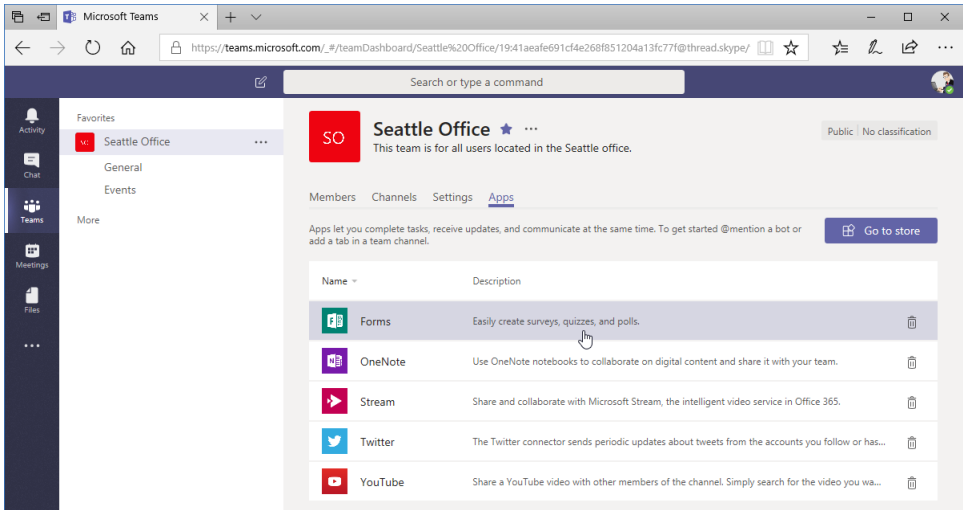 Microsoft Teams
https://teams.microsoft.com/_#/teamDashboard/Seattle%20Office/19:41aeafe691cf4e268f851204a13fc77f@thread.skype/
Search or type a command
Activity
Chat
Teams
Meetings
Files
Favorites
SO Seattle Office
General
Events
More
SO
Seattle Office
This team is for all users located in the Seattle office.
Public No classification
Members Channels Settings Apps
Apps let you complete tasks, receive updates, and communicate at the same time. To get started @mention a bot or
add a tab in a team channel.
Go to store
Name Description
Forms Easily create surveys, quizzes, and polls.
OneNote Use OneNote notebooks to collaborate on digital content and share it with your team.
Stream Share and collaborate with Microsoft Stream, the intelligent video service in Office 365.
Twitter The Twitter connector sends periodic updates about tweets from the accounts you follow or has...
YouTube Share a YouTube video with other members of the channel. Simply search for the video you wa...